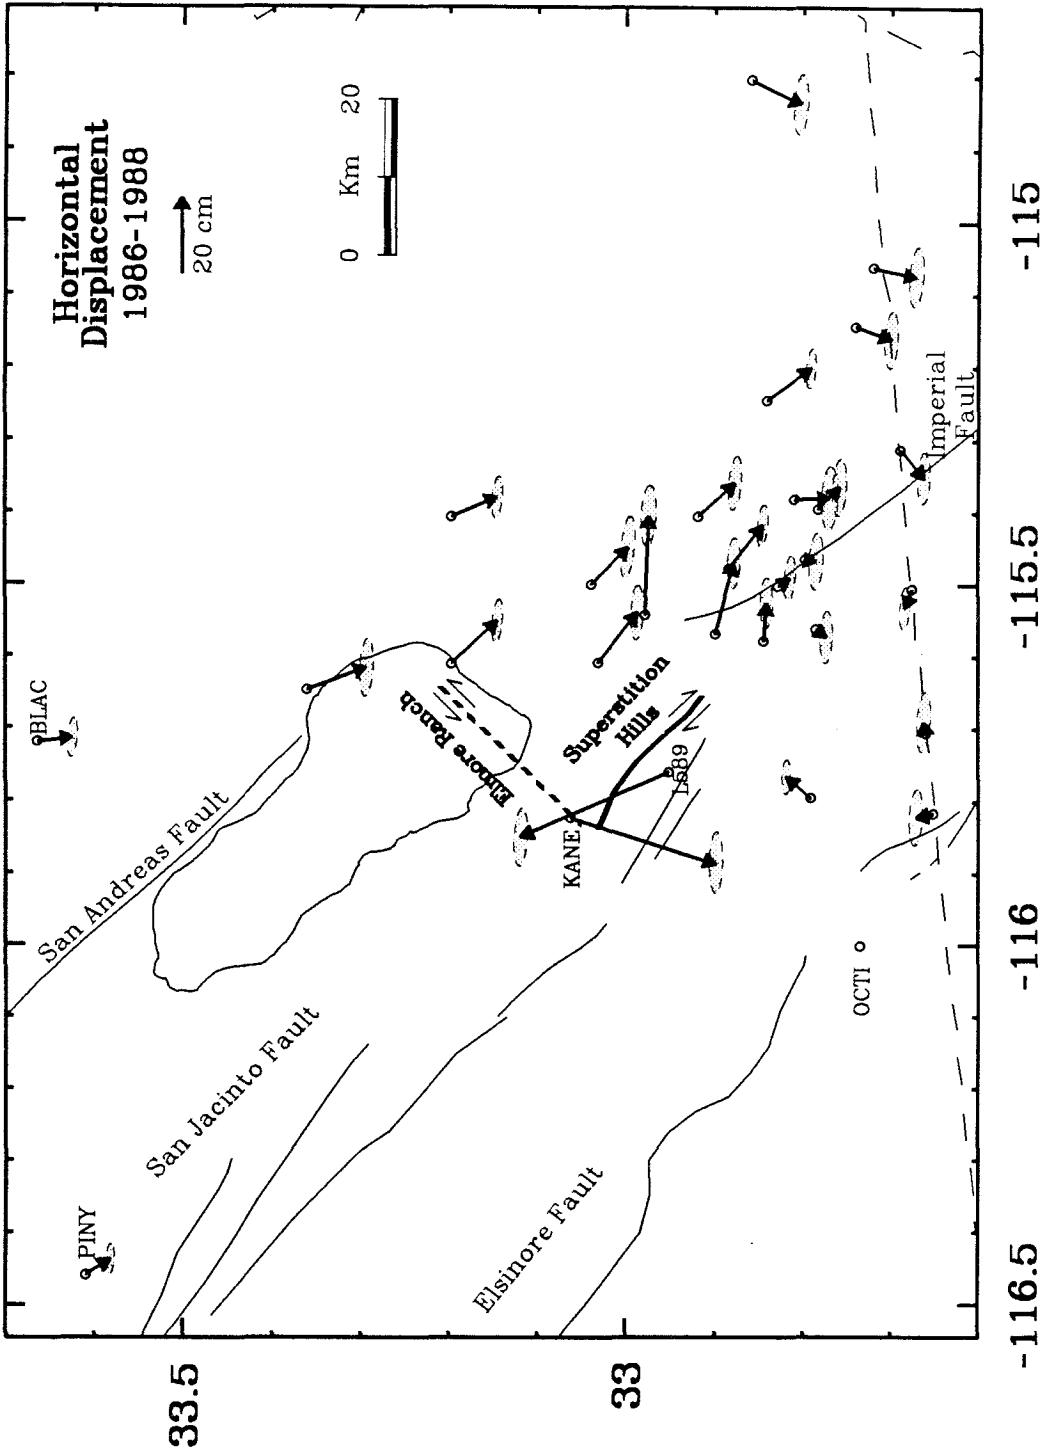 Horizontal
Displacement
1986-1988
20 cm
0 Km 20
BLAC
San Andreas Fault
PINY
San Jacinto Fault
Elmore Ranch
Superstition
Hills
KANE
L589
Elsinore Fault
OCTI
Imperial
Fault
33.5
33
-116.5
-116
-115.5
-115